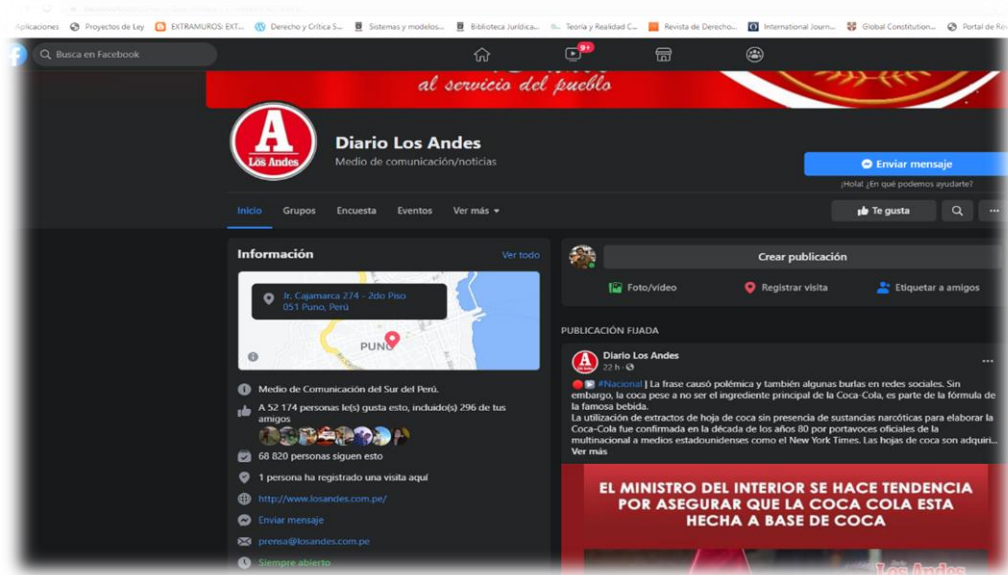 Aplicaciones Proyectos de Ley EXTRAMUROS: EXT... Derecho y Crítica S... Sistemas y modelos... Biblioteca Jurídica... Teoría y Realidad C... Revista de Derecho... International Journ... Global Constitution... Portal de Re
Busca en Facebook
9+
al servicio del pueblo
A
Los Andes
Diario Los Andes
Medio de comunicación/noticias
Enviar mensaje
¡Hola! ¿En qué podemos ayudarte?
Inicio Grupos Encuesta Eventos Ver más
Te gusta
Información Ver todo
Jr. Cajamarca 274 - 2do Piso
051 Puno, Perú
PUNO
Medio de Comunicación del Sur del Perú.
A 52 174 personas le(s) gusta esto, incluido(s) 296 de tus
amigos
68 820 personas siguen esto
1 persona ha registrado una visita aquí
http://www.losandes.com.pe/
Enviar mensaje
prensa@losandes.com.pe
Siempre abierto
Crear publicación
Foto/vídeo Registrar visita Etiquetar a amigos
PUBLICACIÓN FIJADA
Diario Los Andes
22 h
#Nacional | La frase causó polémica y también algunas burlas en redes sociales. Sin
embargo, la coca pese a no ser el ingrediente principal de la Coca-Cola, es parte de la fórmula de
la famosa bebida.
La utilización de extractos de hoja de coca sin presencia de sustancias narcóticas para elaborar la
Coca-Cola fue confirmada en la década de los años 80 por portavoces oficiales de la
multinacional a medios estadounidenses como el New York Times. Las hojas de coca son adquiri...
Ver más
EL MINISTRO DEL INTERIOR SE HACE TENDENCIA
POR ASEGURAR QUE LA COCA COLA ESTA
HECHA A BASE DE COCA
Los Andes